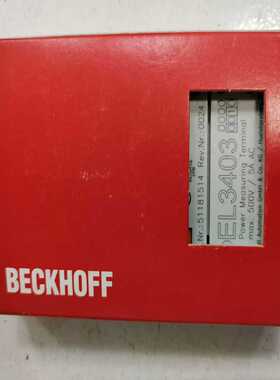 Nr.:51181514 Rev.Nr.:0024
EL3403
Power Measuring Terminal
max. 500V / 5A AC
BECKHOFF